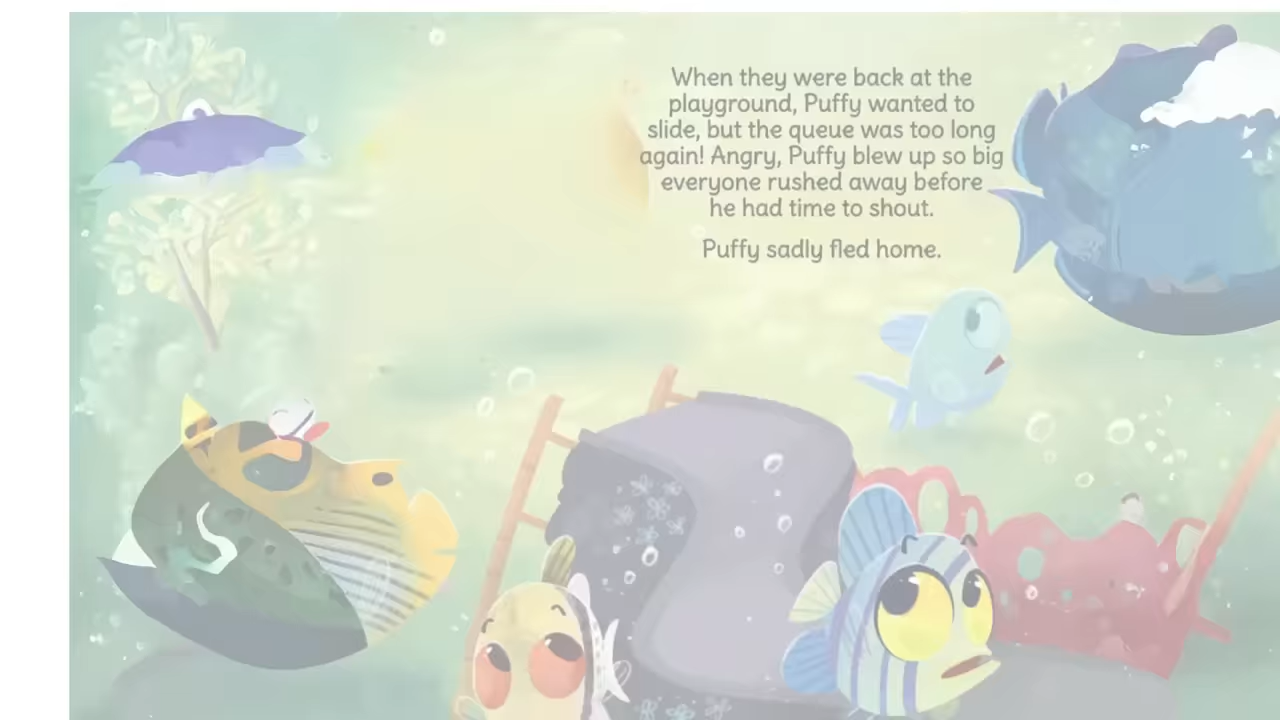 When they were back at the
playground, Puffy wanted to
slide, but the queue was too long
again! Angry, Puffy blew up so big
everyone rushed away before
he had time to shout.
Puffy sadly fled home.